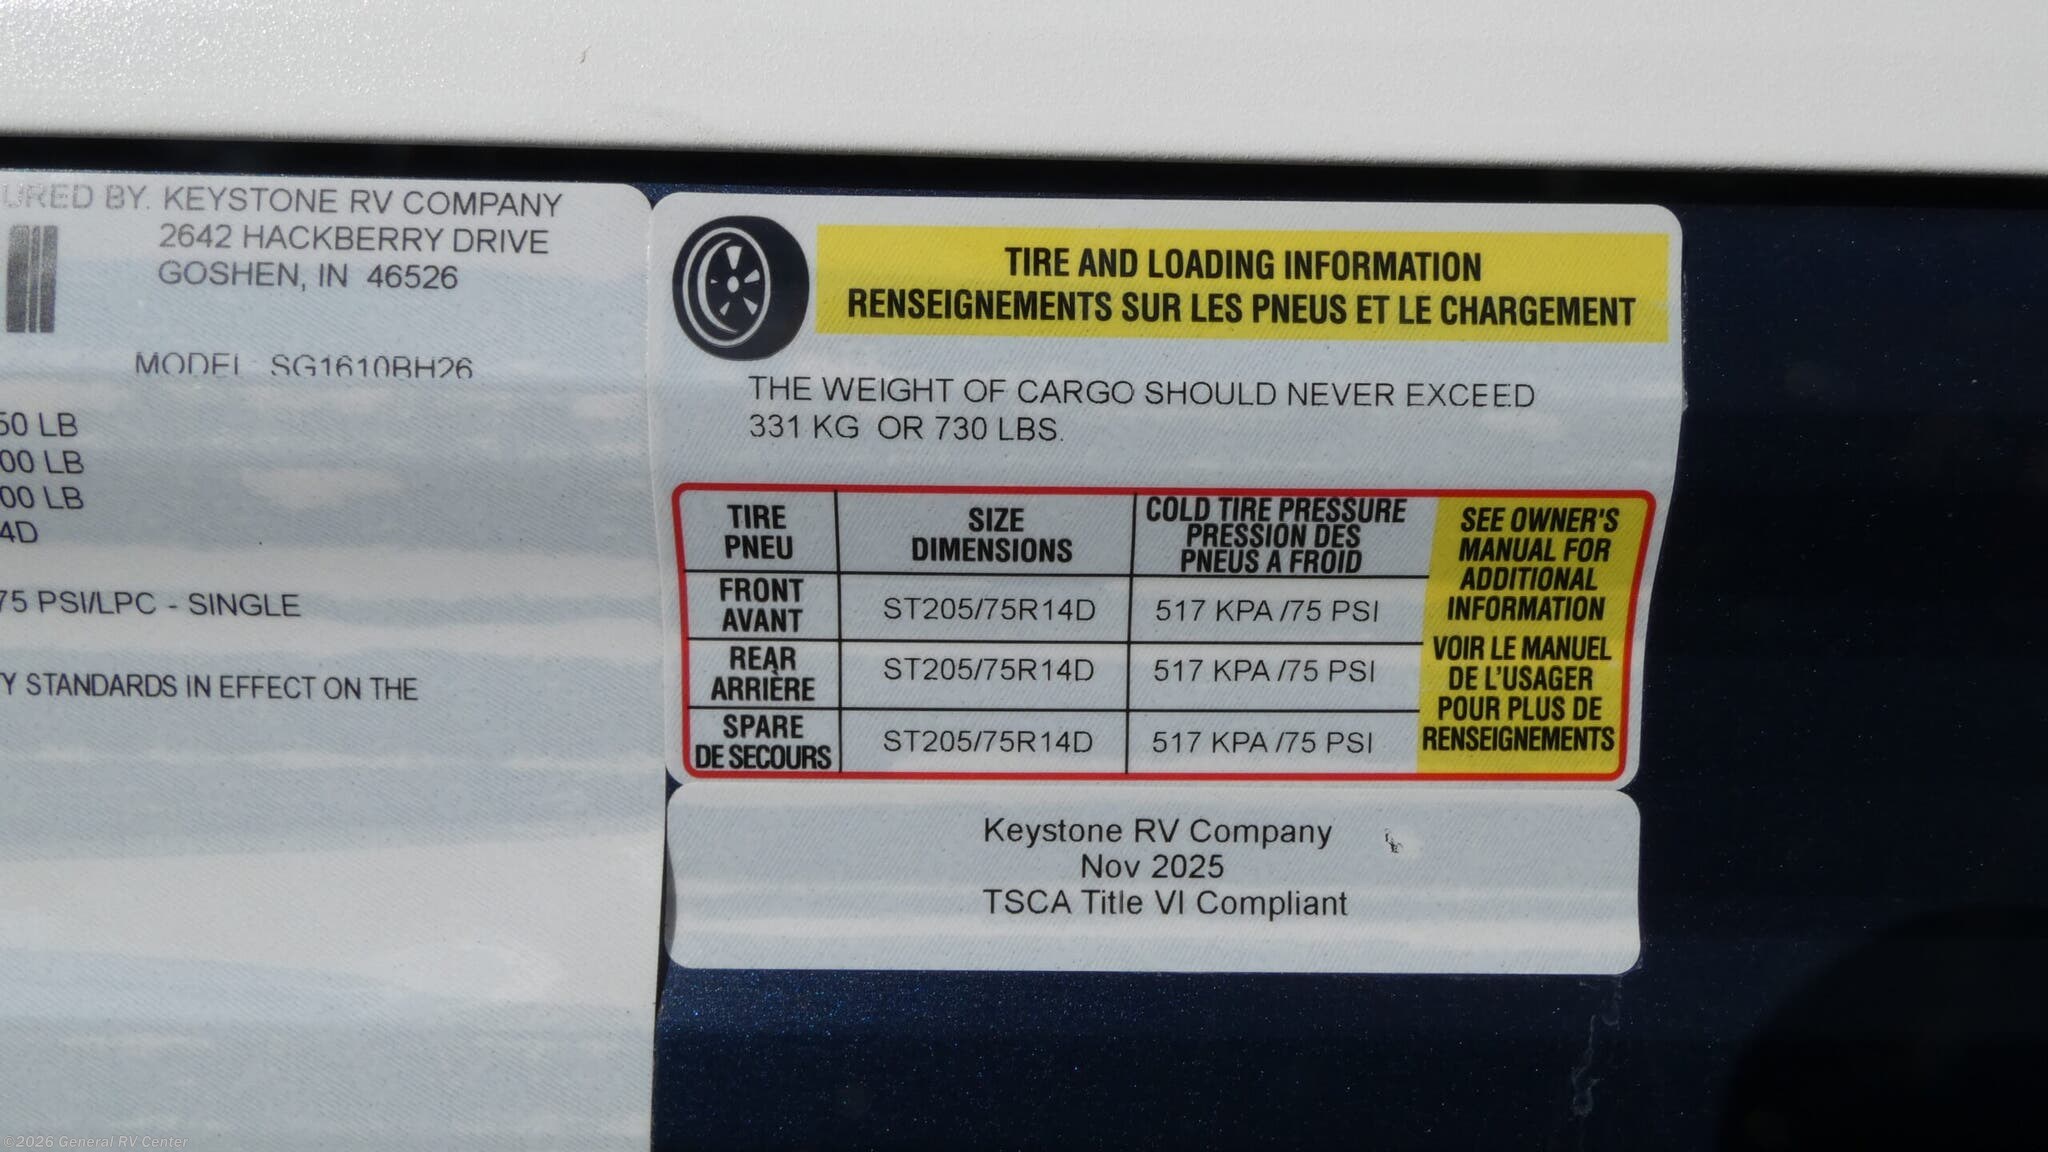 URED BY: KEYSTONE RV COMPANY
2642 HACKBERRY DRIVE
GOSHEN, IN 46526
MODEL SG1610BH26
50 LB
00 LB
00 LB
4D
75 PSI/LPC - SINGLE
Y STANDARDS IN EFFECT ON THE
TIRE AND LOADING INFORMATION
RENSEIGNEMENTS SUR LES PNEUS ET LE CHARGEMENT
THE WEIGHT OF CARGO SHOULD NEVER EXCEED
331 KG OR 730 LBS.
TIRE
PNEU
SIZE
DIMENSIONS
COLD TIRE PRESSURE
PRESSION DES
PNEUS A FROID
FRONT
AVANT
ST205/75R14D
517 KPA /75 PSI
REAR
ARRIÈRE
ST205/75R14D
517 KPA /75 PSI
SPARE
DE SECOURS
ST205/75R14D
517 KPA /75 PSI
SEE OWNER'S
MANUAL FOR
ADDITIONAL
INFORMATION
VOIR LE MANUEL
DE L'USAGER
POUR PLUS DE
RENSEIGNEMENTS
Keystone RV Company
Nov 2025
TSCA Title VI Compliant
©2026 General RV Center